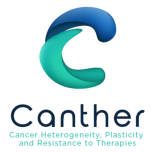 Canther
Cancer Heterogeneity, Plasticity
and Resistance to Therapies